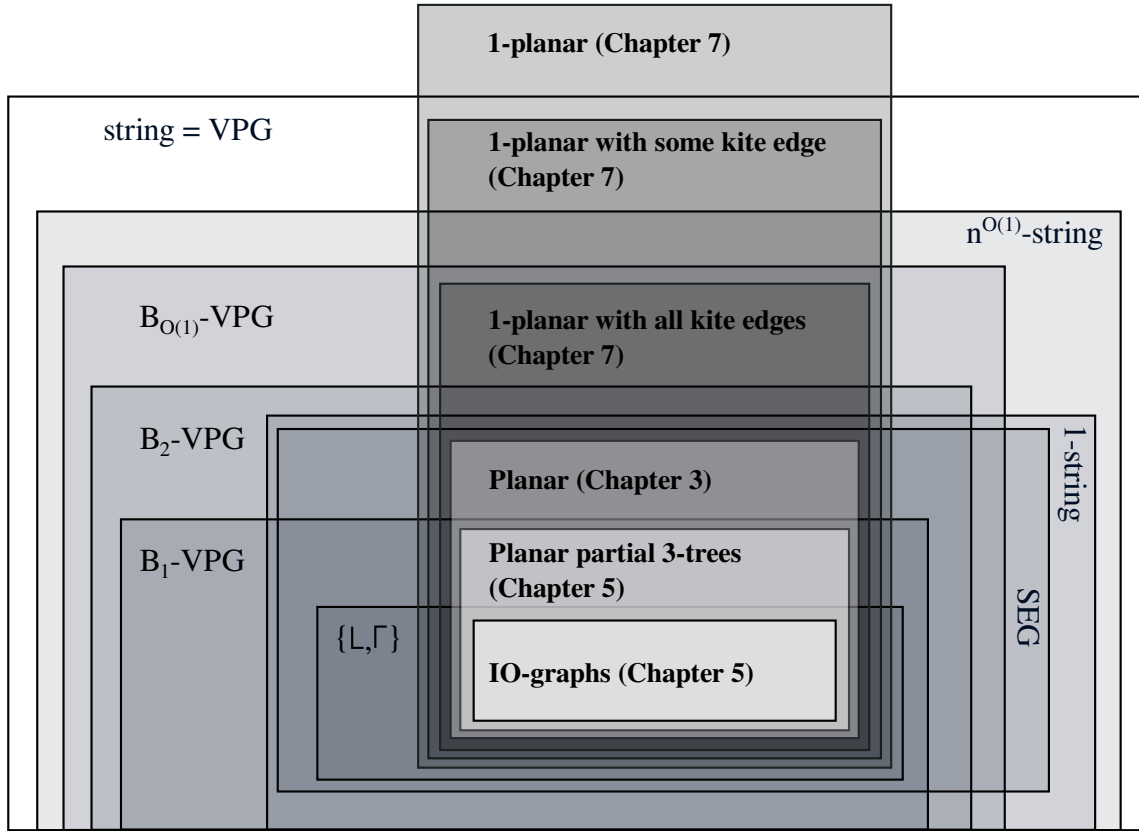 1-planar (Chapter 7)
string = VPG
1-planar with some kite edge
(Chapter 7)
n^O(1)-string
B_O(1)-VPG
1-planar with all kite edges
(Chapter 7)
B₂-VPG
1-string
Planar (Chapter 3)
B₁-VPG
Planar partial 3-trees
(Chapter 5)
SEG
{L,Γ}
IO-graphs (Chapter 5)